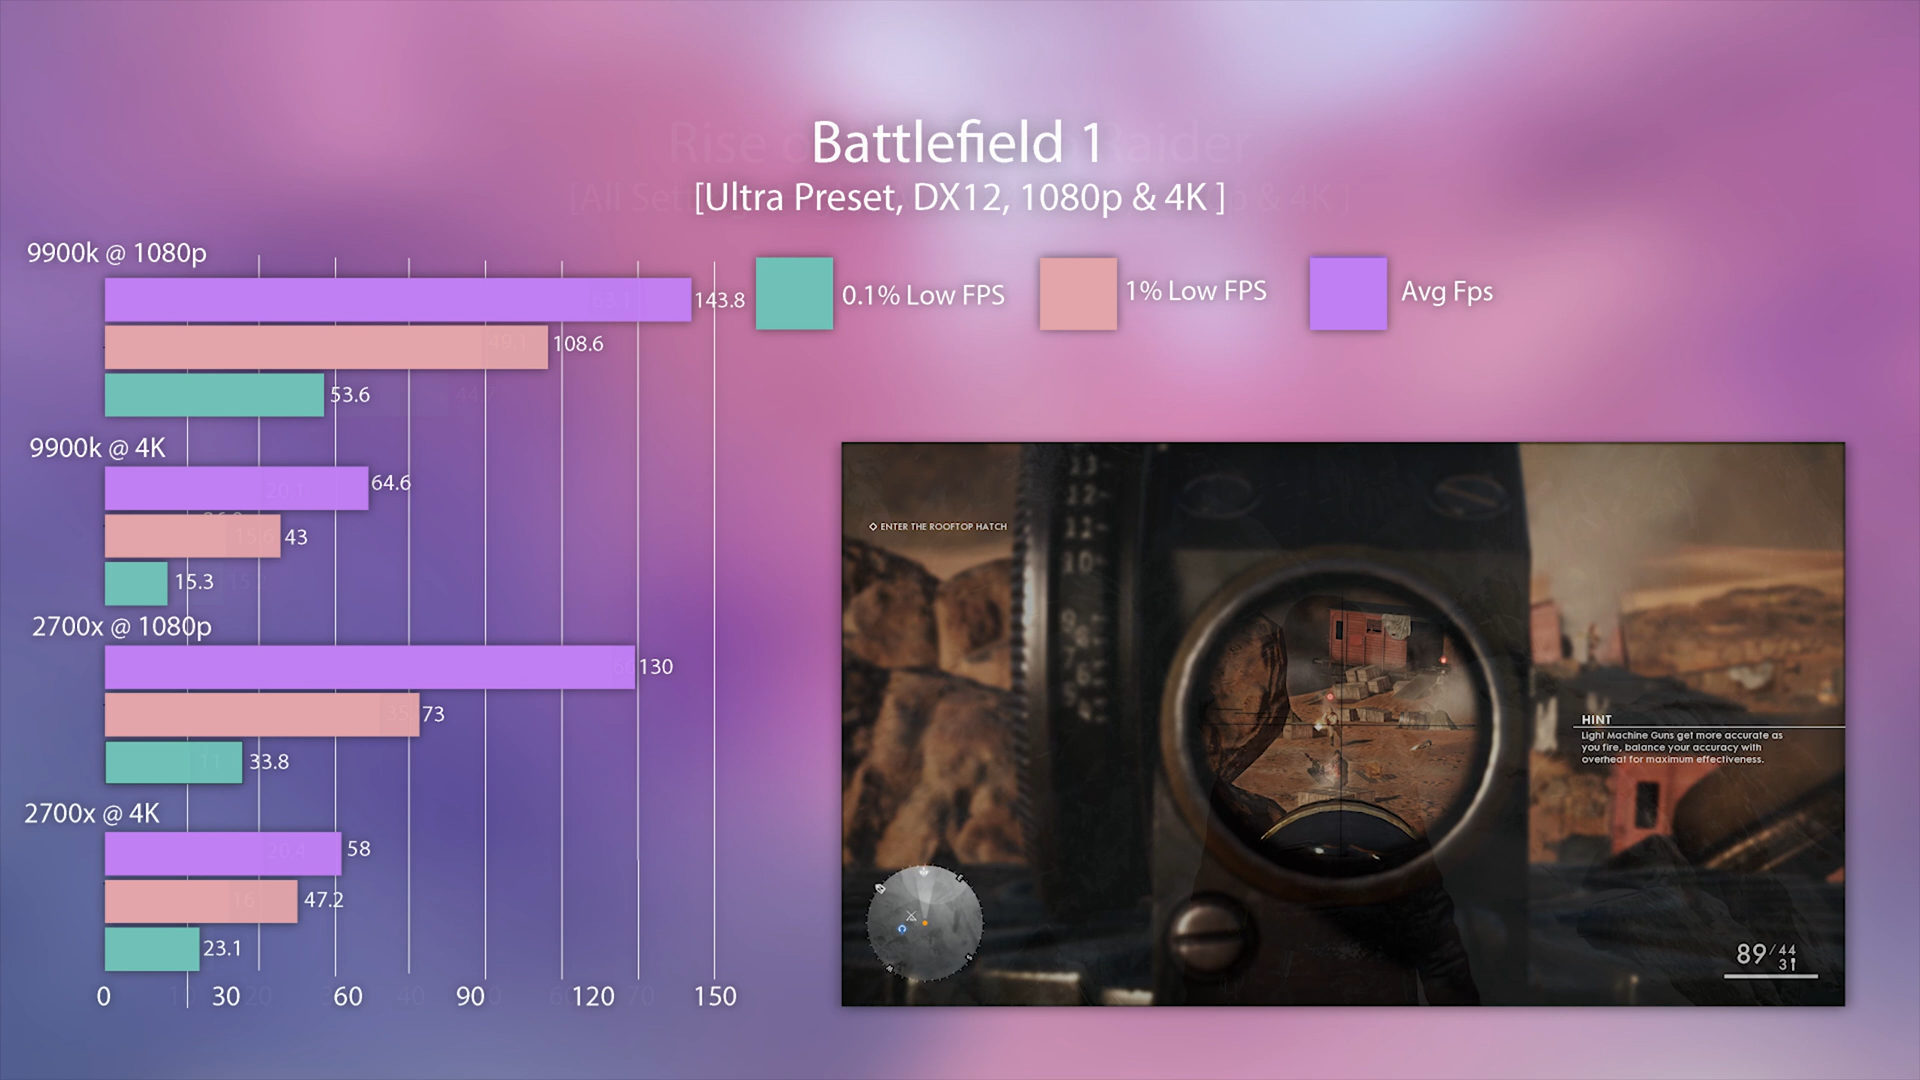 Battlefield 1
[Ultra Preset, DX12, 1080p & 4K ]
0.1% Low FPS
1% Low FPS
Avg Fps
9900k @ 1080p
143.8
108.6
53.6
9900k @ 4K
64.6
43
15.3
2700x @ 1080p
130
73
33.8
2700x @ 4K
58
47.2
23.1
0 30 60 90 120 150
ENTER THE ROOFTOP HATCH
HINT
Light Machine Guns get more accurate as
you fire, balance your accuracy with
overheat for maximum effectiveness.
89/44
3